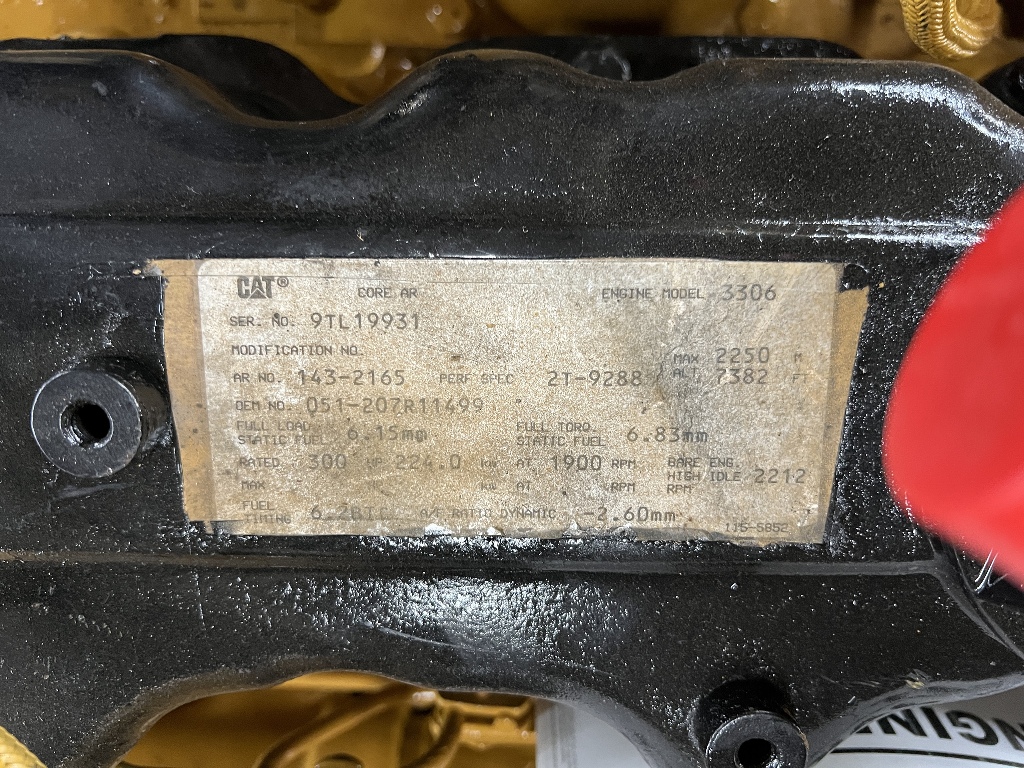 CAT® CORE AR ENGINE MODEL 3306
SER. NO. 9TL19931
MODIFICATION NO.
AR NO. 143-2165 PERF SPEC 2T-9288 MAX ALT. 2250 M 7382 FT
OEM NO. 051-207R11499
FULL LOAD STATIC FUEL 6.15mm FULL TORQ. STATIC FUEL 6.83mm
RATED 300 HP 224.0 kw AT 1900 RPM BARE ENG. HIGH IDLE RPM 2212
MAX kw AT RPM
FUEL TIMING 6.2BTC A/F RATIO DYNAMIC -2.60mm
115-5852